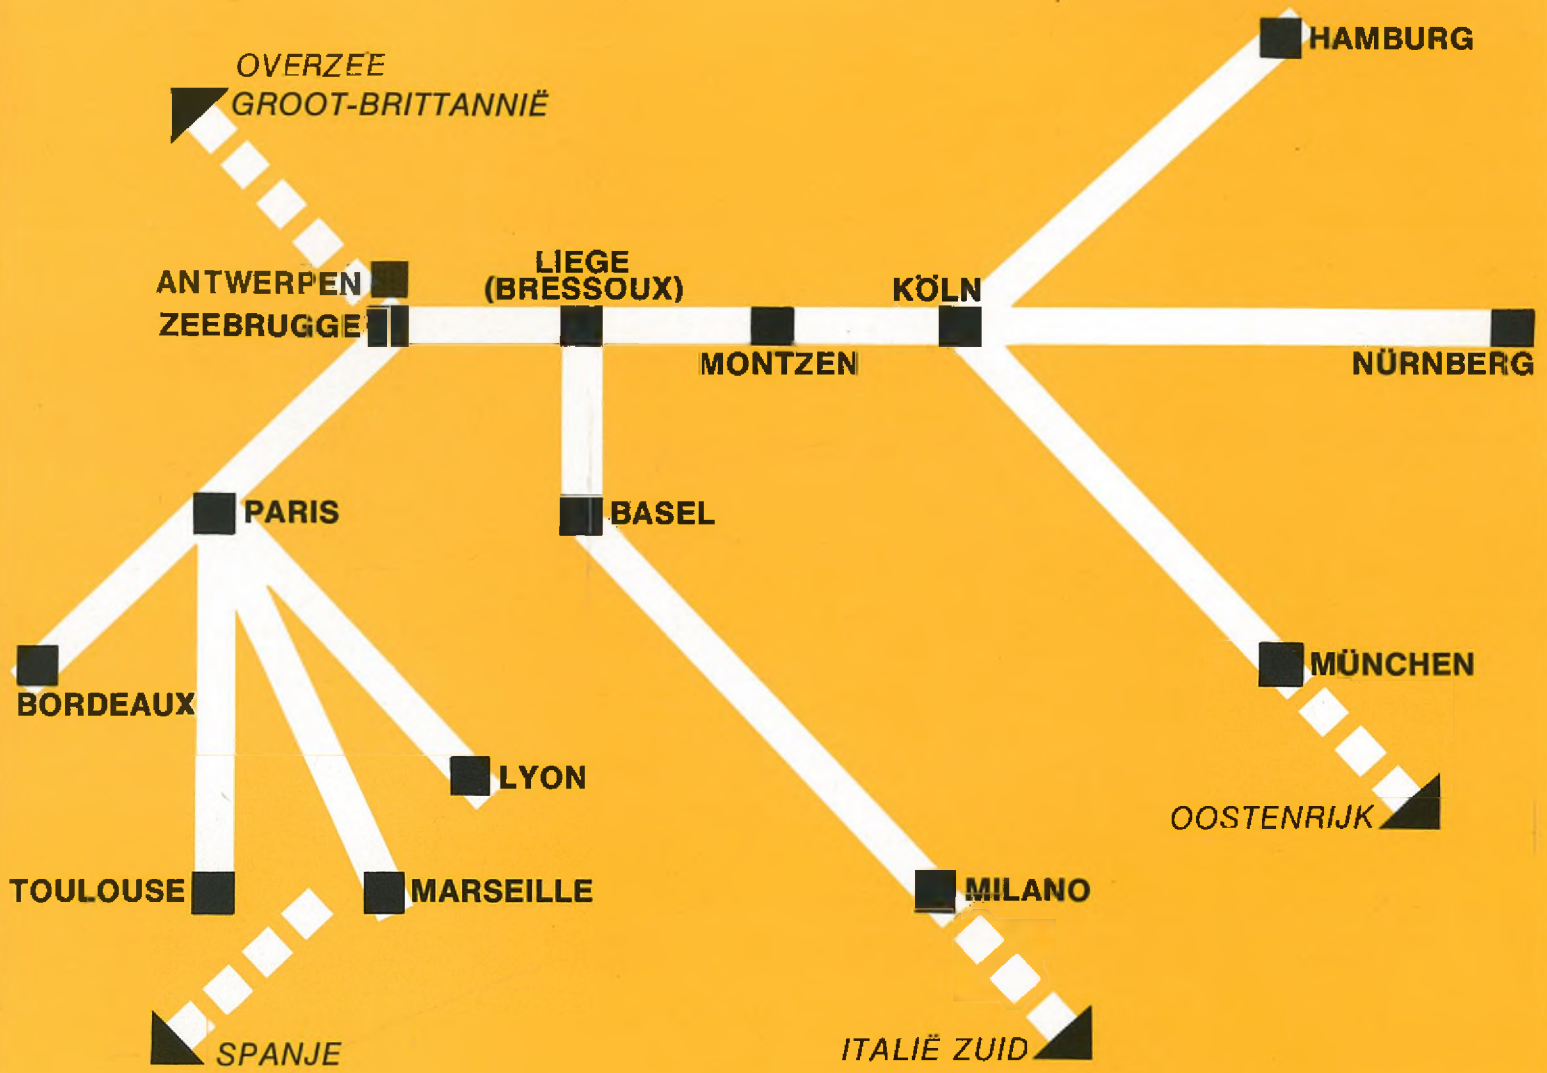 HAMBURG
OVERZEE
GROOT-BRITTANNIË
LIEGE
(BRESSOUX)
ANTWERPEN
KÖLN
ZEEBRUGGE
MONTZEN
NÜRNBERG
PARIS
BASEL
MÜNCHEN
BORDEAUX
LYON
OOSTENRIJK
TOULOUSE
MARSEILLE
MILANO
SPANJE
ITALIË ZUID